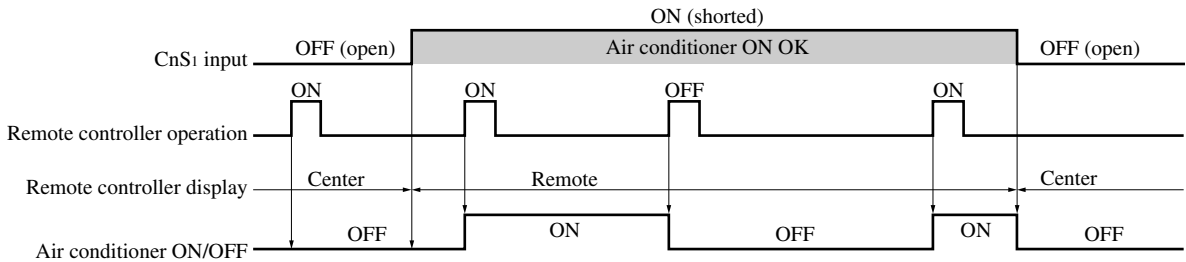 ON (shorted)
CnS1 input OFF (open) Air conditioner ON OK OFF (open)
ON ON OFF ON
Remote controller operation
Remote controller display Center Remote Center
Air conditioner ON/OFF OFF ON OFF ON OFF